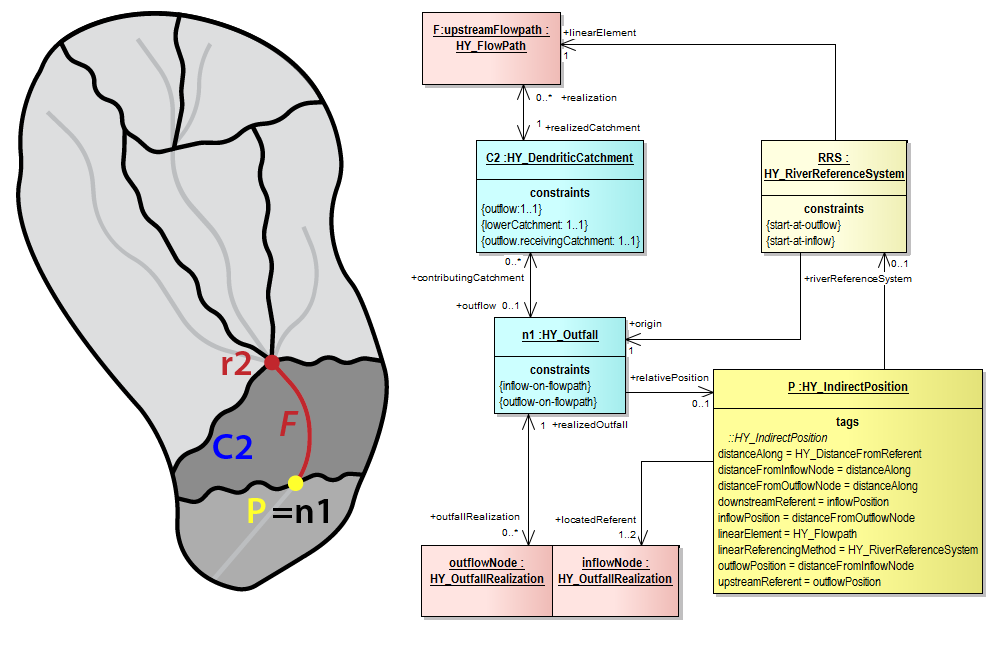 r2
F
C2
P =n1
F:upstreamFlowpath :
HY_FlowPath
+linearElement
1
0..* +realization
1 +realizedCatchment
C2 :HY_DendriticCatchment
constraints
{outflow:1..1}
{lowerCatchment: 1..1}
{outflow.receivingCatchment: 1..1}
RRS :
HY_RiverReferenceSystem
constraints
{start-at-outflow}
{start-at-inflow}
0..*
+contributingCatchment
+outflow 0..1
0..1
+riverReferenceSystem
n1 :HY_Outfall
constraints
{inflow-on-flowpath}
{outflow-on-flowpath}
+origin
1
+relativePosition
0..1
1 +realizedOutfall
P :HY_IndirectPosition
tags
::HY_IndirectPosition
distanceAlong = HY_DistanceFromReferent
distanceFromInflowNode = distanceAlong
distanceFromOutflowNode = distanceAlong
downstreamReferent = inflowPosition
inflowPosition = distanceFromOutflowNode
linearElement = HY_Flowpath
linearReferencingMethod = HY_RiverReferenceSystem
outflowPosition = distanceFromInflowNode
upstreamReferent = outflowPosition
+outfallRealization
0..*
+locatedReferent
1..2
outflowNode :
HY_OutfallRealization
inflowNode :
HY_OutfallRealization